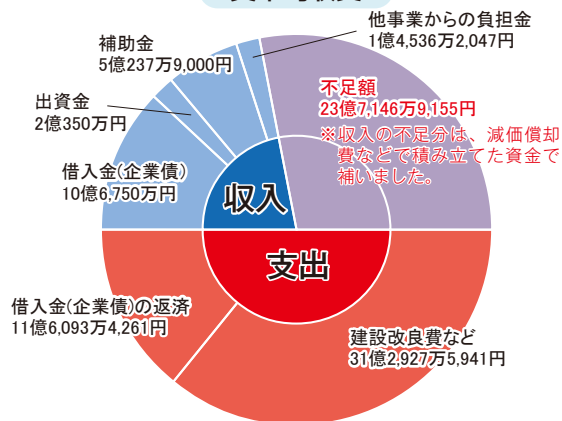 他事業からの負担金
1億4,536万2,047円
補助金
5億237万9,000円
不足額
23億7,146万9,155円
※収入の不足分は、減価償却
費などで積み立てた資金で
補いました。
出資金
2億350万円
借入金(企業債)
10億6,750万円
収入
支出
借入金(企業債)の返済
11億6,093万4,261円
建設改良費など
31億2,927万5,941円